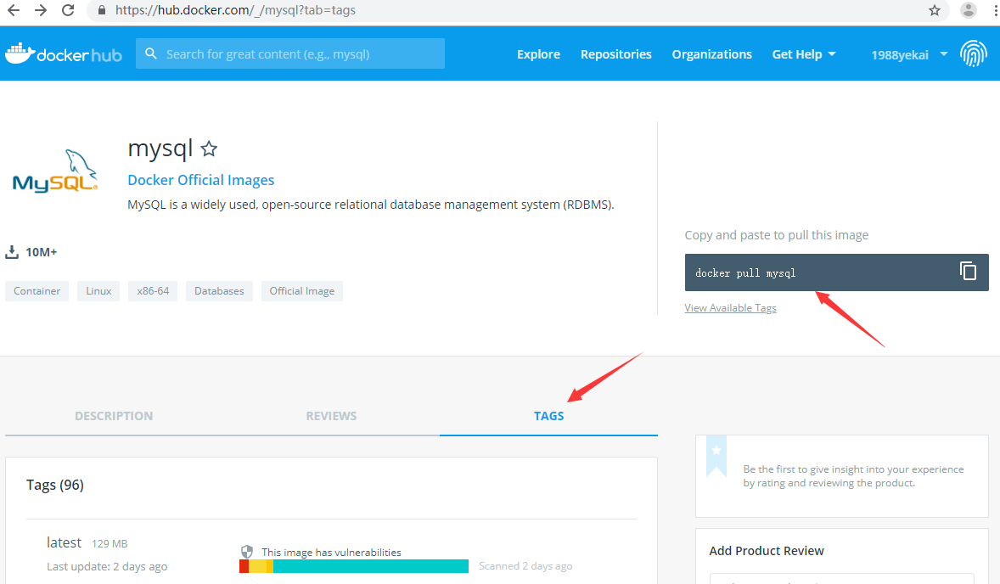 https://hub.docker.com/_/mysql?tab=tags
docker hub
Search for great content (e.g., mysql)
Explore
Repositories
Organizations
Get Help
1988yekai
MySQL®
mysql
Docker Official Images
MySQL is a widely used, open-source relational database management system (RDBMS).
10M+
Container
Linux
x86-64
Databases
Official Image
Copy and paste to pull this image
docker pull mysql
View Available Tags
DESCRIPTION
REVIEWS
TAGS
Tags (96)
latest 129 MB
Last update: 2 days ago
This image has vulnerabilities
Scanned 2 days ago
Be the first to give insight into your experience
by rating and reviewing the product.
Add Product Review